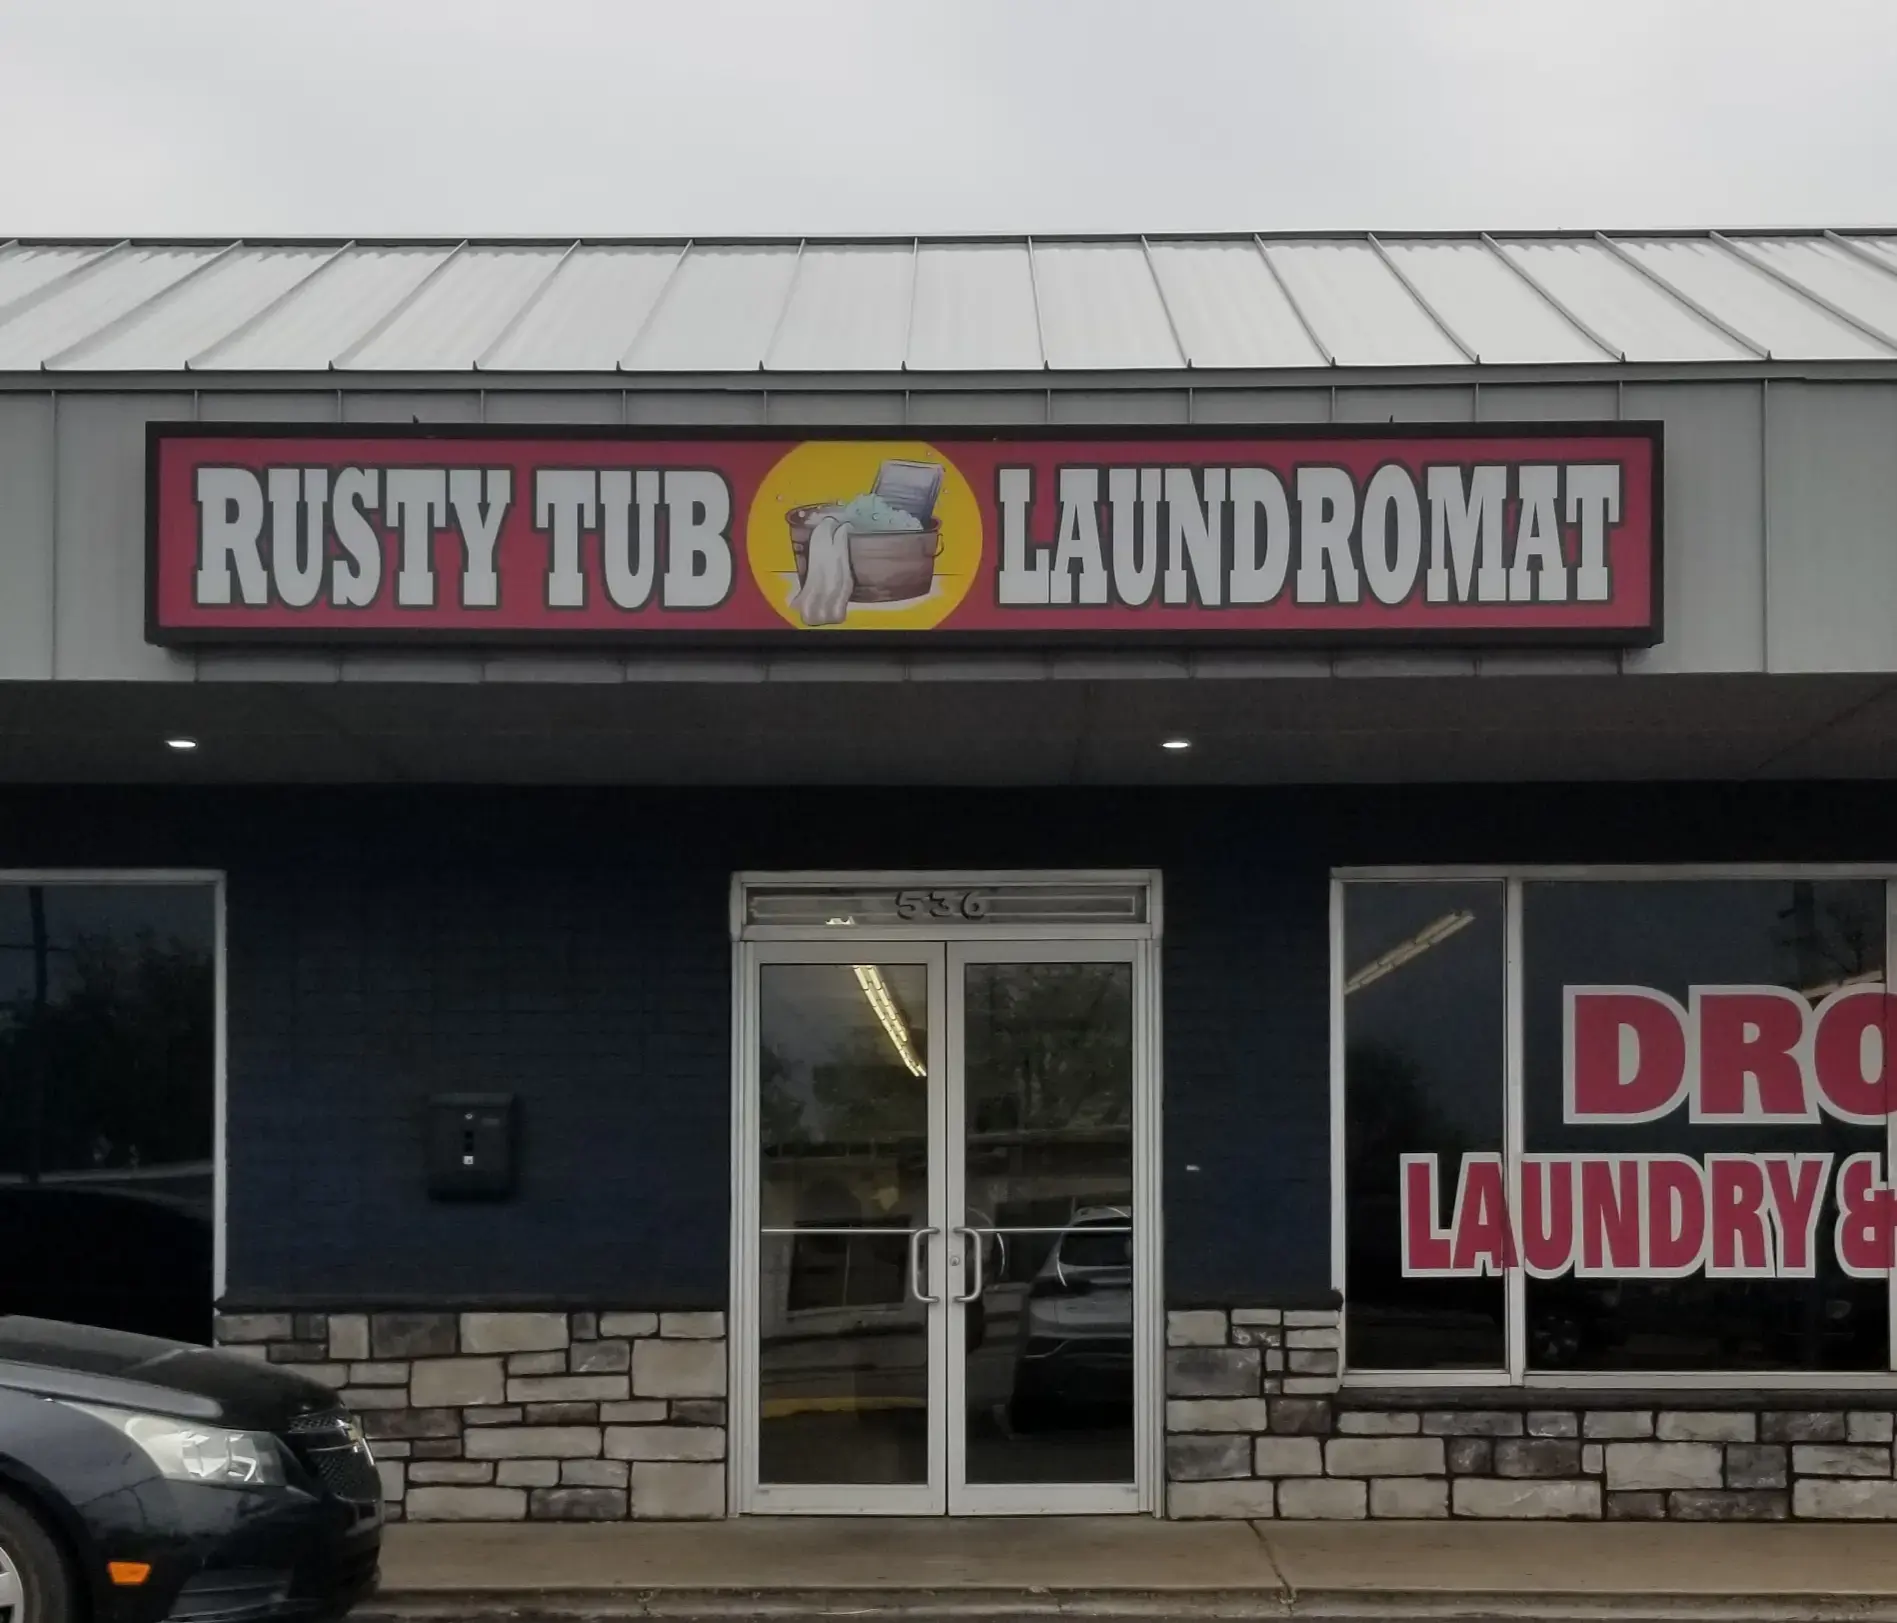 RUSTY TUB LAUNDROMAT
536
DRO
LAUNDRY &